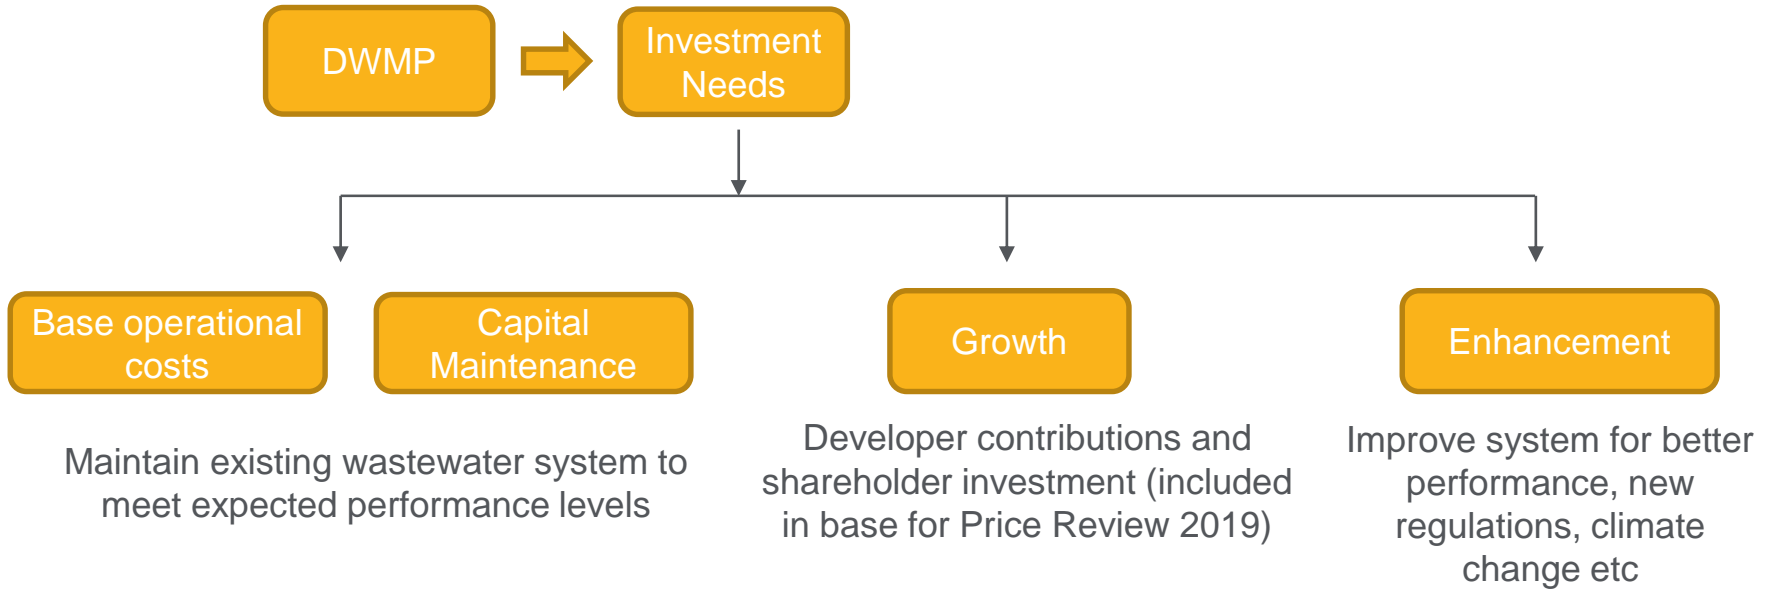 DWMP
Investment
Needs
Base operational
costs
Capital
Maintenance
Growth
Enhancement
Maintain existing wastewater system to
meet expected performance levels
Developer contributions and
shareholder investment (included
in base for Price Review 2019)
Improve system for better
performance, new
regulations, climate
change etc